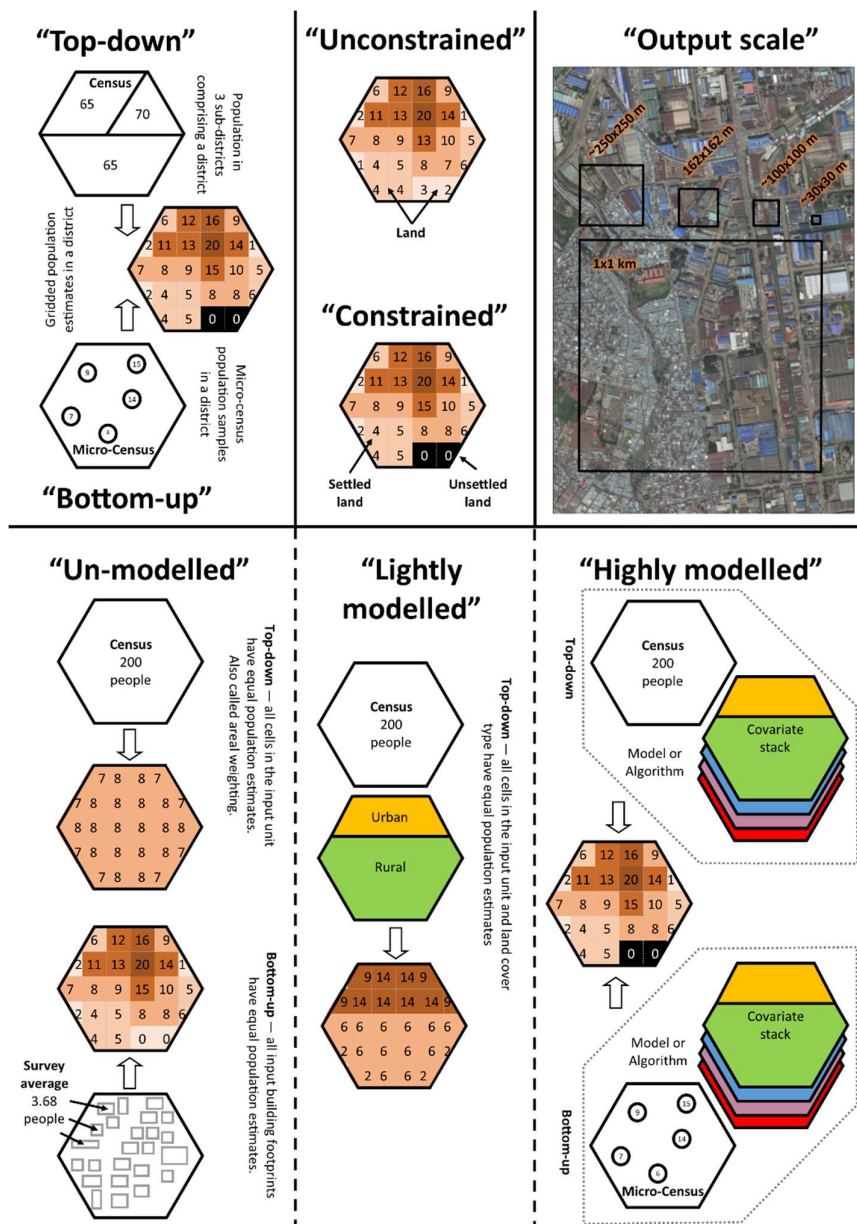 “Top-down”
Census
65
70
65
Population in
3 sub-districts
comprising a district
Gridded population
estimates in a district
6 12 16 9
2 11 13 20 14 1
7 8 9 15 10 5
2 4 5 8 8 6
4 5 0 0
9
15
14
7
6
Micro-Census
Micro-census
population samples
in a district
“Bottom-up”
“Unconstrained”
6 12 16 9
2 11 13 20 14 1
7 8 9 13 10 5
1 4 5 8 7 6
4 4 3 2
Land
“Constrained”
6 12 16 9
2 11 13 20 14 1
7 8 9 15 10 5
2 4 5 8 8 6
4 5 0 0
Settled
land
Unsettled
land
“Output scale”
~250x250 m
162x162 m
~100x100 m
~30x30 m
1x1 km
“Un-modelled”
Census
200
people
Top-down — all cells in the input unit
have equal population estimates.
Also called areal weighting.
7 8 8 7
7 8 8 8 8 7
8 8 8 8 8 8
7 8 8 8 8 7
7 8 8 7
6 12 16 9
2 11 13 20 14 1
7 8 9 15 10 5
2 4 5 8 8 6
4 5 0 0
Bottom-up — all input building footprints
have equal population estimates.
Survey
average
3.68
people
“Lightly
modelled”
Census
200
people
Urban
Rural
Top-down — all cells in the input unit and land cover
type have equal population estimates
9 14 14 9
9 14 14 14 14 9
6 6 6 6 6 6
2 6 6 6 6 2
2 6 6 2
“Highly modelled”
Top-down
Census
200
people
Covariate
stack
Model or
Algorithm
6 12 16 9
2 11 13 20 14 1
7 8 9 15 10 5
2 4 5 8 8 6
4 5 0 0
Covariate
stack
Model or
Algorithm
Bottom-up
9
15
14
7
6
Micro-Census